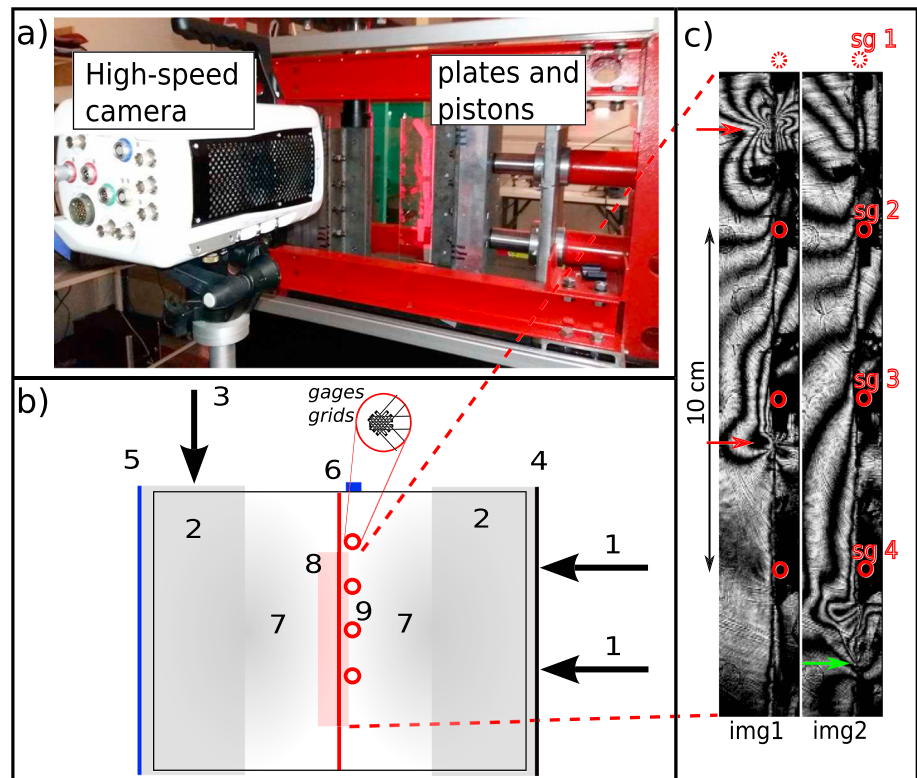 a)
High-speed
camera
plates and
pistons
b)
3
gages
grids
5
6
4
2
2
1
8
9
7
7
1
c)
sg 1
sg 2
10 cm
sg 3
sg 4
img1
img2